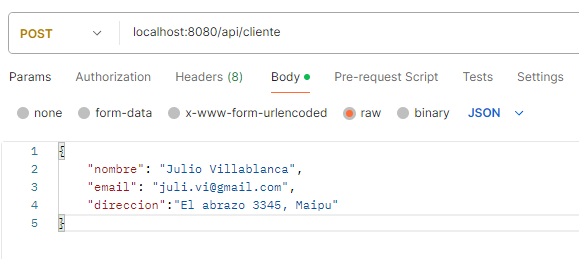 POST localhost:8080/api/cliente
Params Authorization Headers (8) Body Pre-request Script Tests Settings
none form-data x-www-form-urlencoded raw binary JSON
1 {
2 "nombre": "Julio Villablanca",
3 "email": "juli.vi@gmail.com",
4 "direccion":"El abrazo 3345, Maipu"
5 }